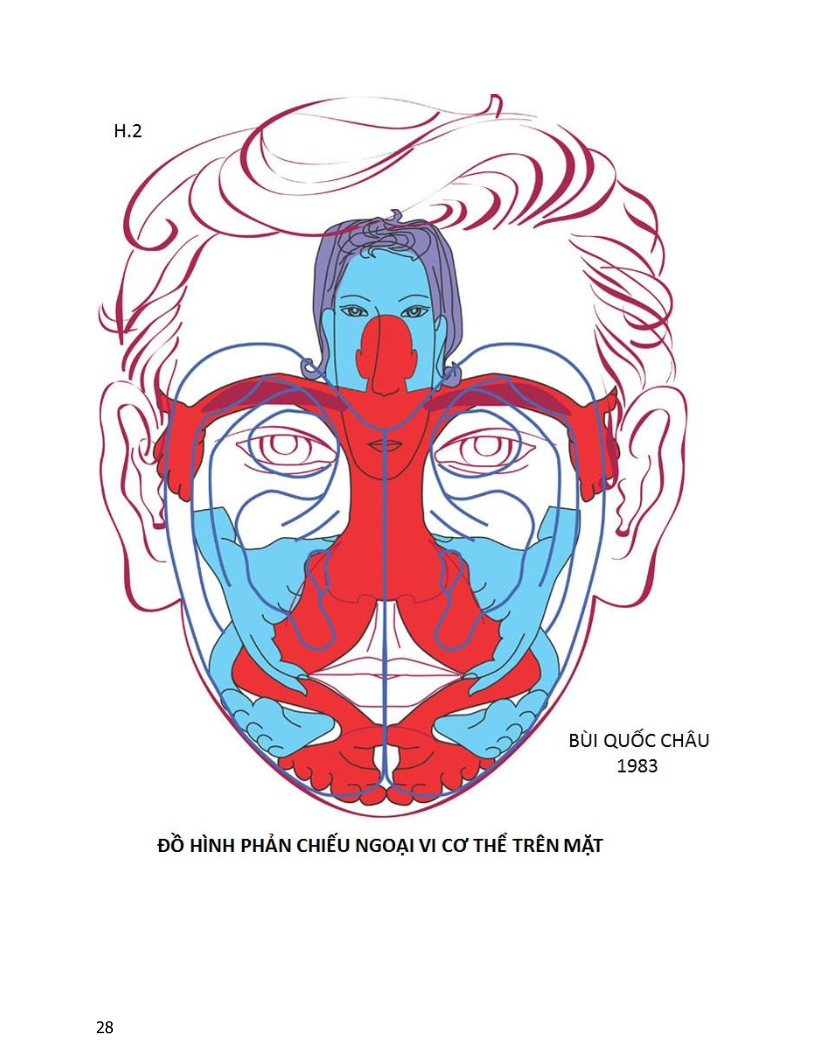 H.2
BÙI QUỐC CHÂU
1983
ĐỒ HÌNH PHẢN CHIẾU NGOẠI VI CƠ THỂ TRÊN MẶT
28